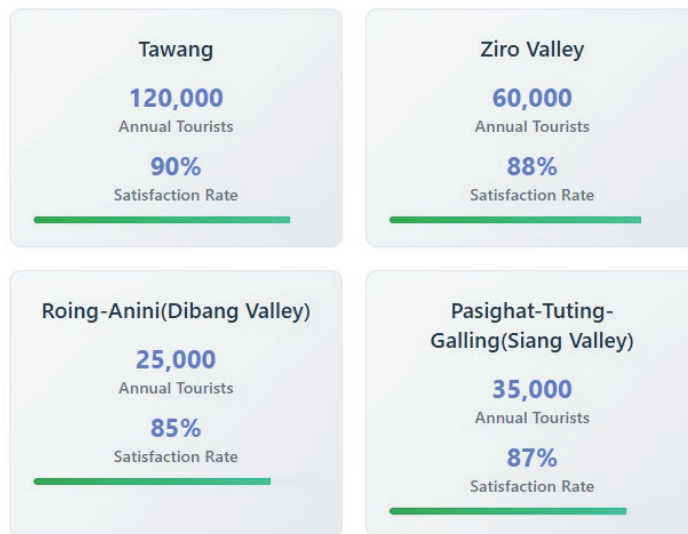 Tawang
120,000
Annual Tourists
90%
Satisfaction Rate
Ziro Valley
60,000
Annual Tourists
88%
Satisfaction Rate
Roing-Anini(Dibang Valley)
25,000
Annual Tourists
85%
Satisfaction Rate
Pasighat-Tuting-
Galling(Siang Valley)
35,000
Annual Tourists
87%
Satisfaction Rate